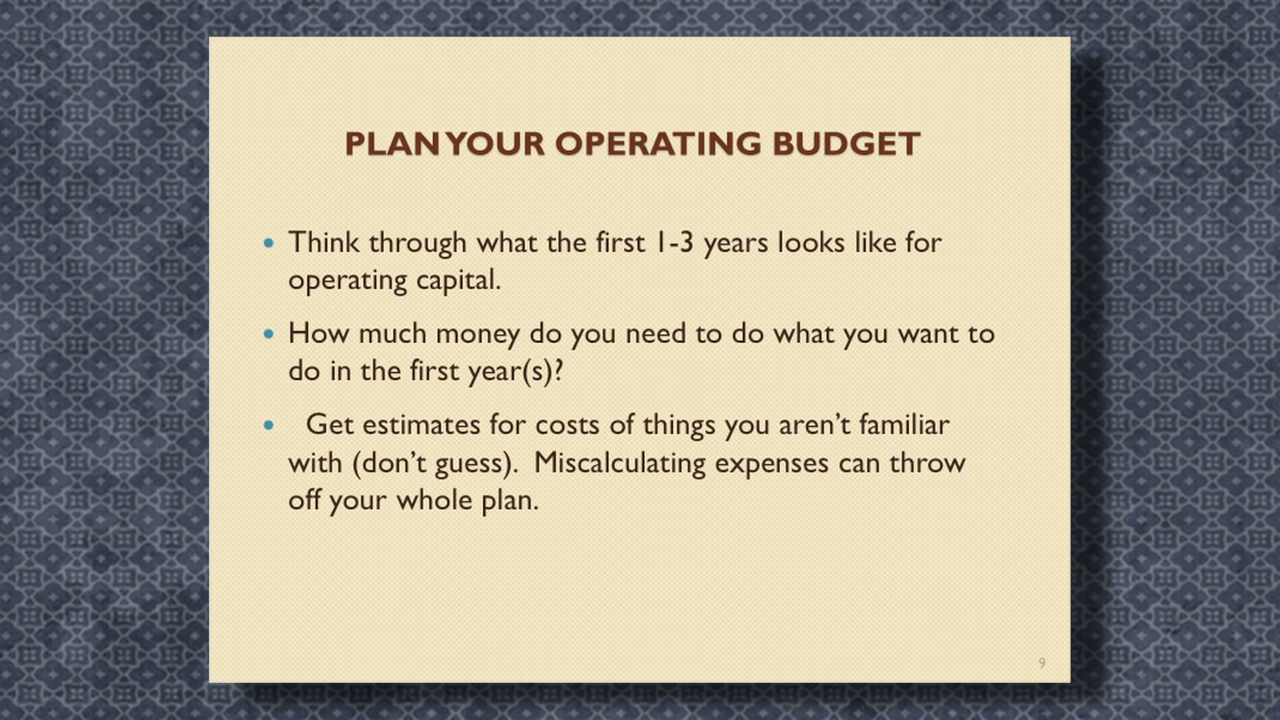 PLAN YOUR OPERATING BUDGET
• Think through what the first 1-3 years looks like for
operating capital.
• How much money do you need to do what you want to
do in the first year(s)?
• Get estimates for costs of things you aren’t familiar
with (don’t guess).  Miscalculating expenses can throw
off your whole plan.
9